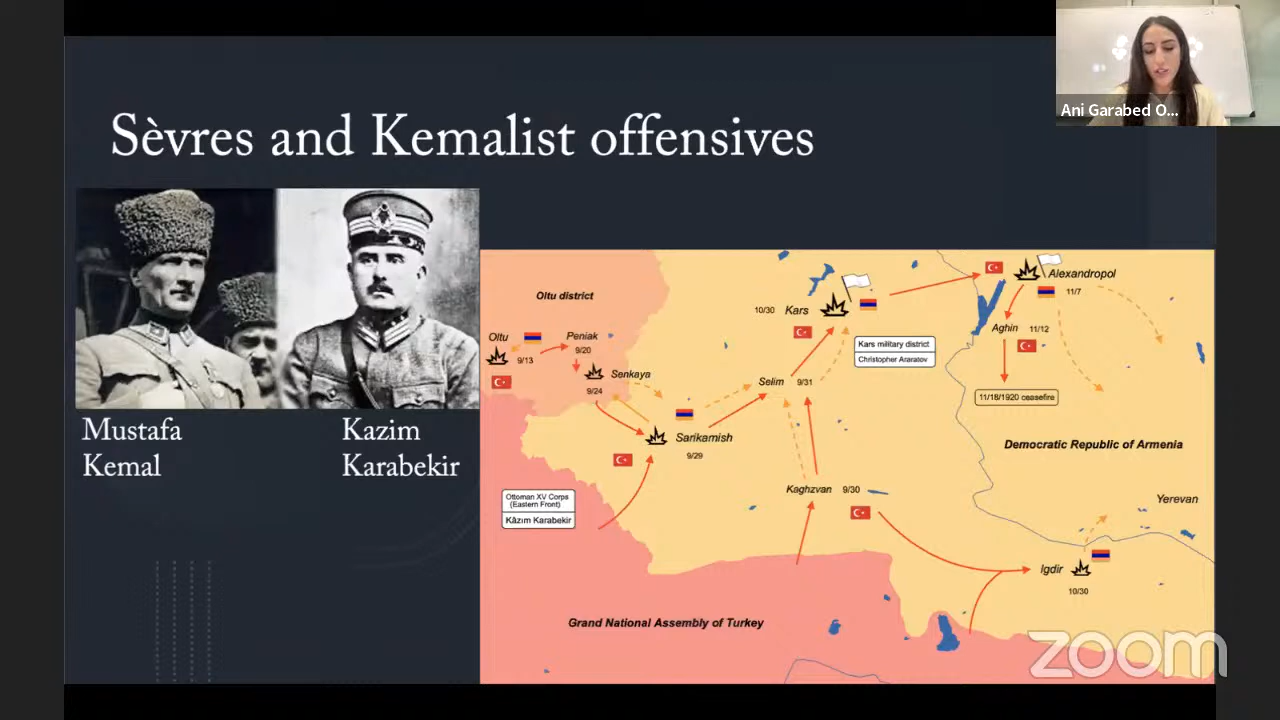 Ani Garabed O...
Sèvres and Kemalist offensives
Mustafa
Kemal
Kazim
Karabekir
Oltu district
Oltu
9/13
Peniak
9/20
Senkaya
9/24
Sarikamish
9/29
Selim
9/31
Kaghzvan
9/30
10/30
Kars
Kars military district
Christopher Araratov
Alexandropol
11/7
Aghin
11/12
11/18/1920 ceasefire
Democratic Republic of Armenia
Yerevan
Igdir
10/30
Ottoman XV Corps
(Eastern Front)
Kâzım Karabekir
Grand National Assembly of Turkey
zoom